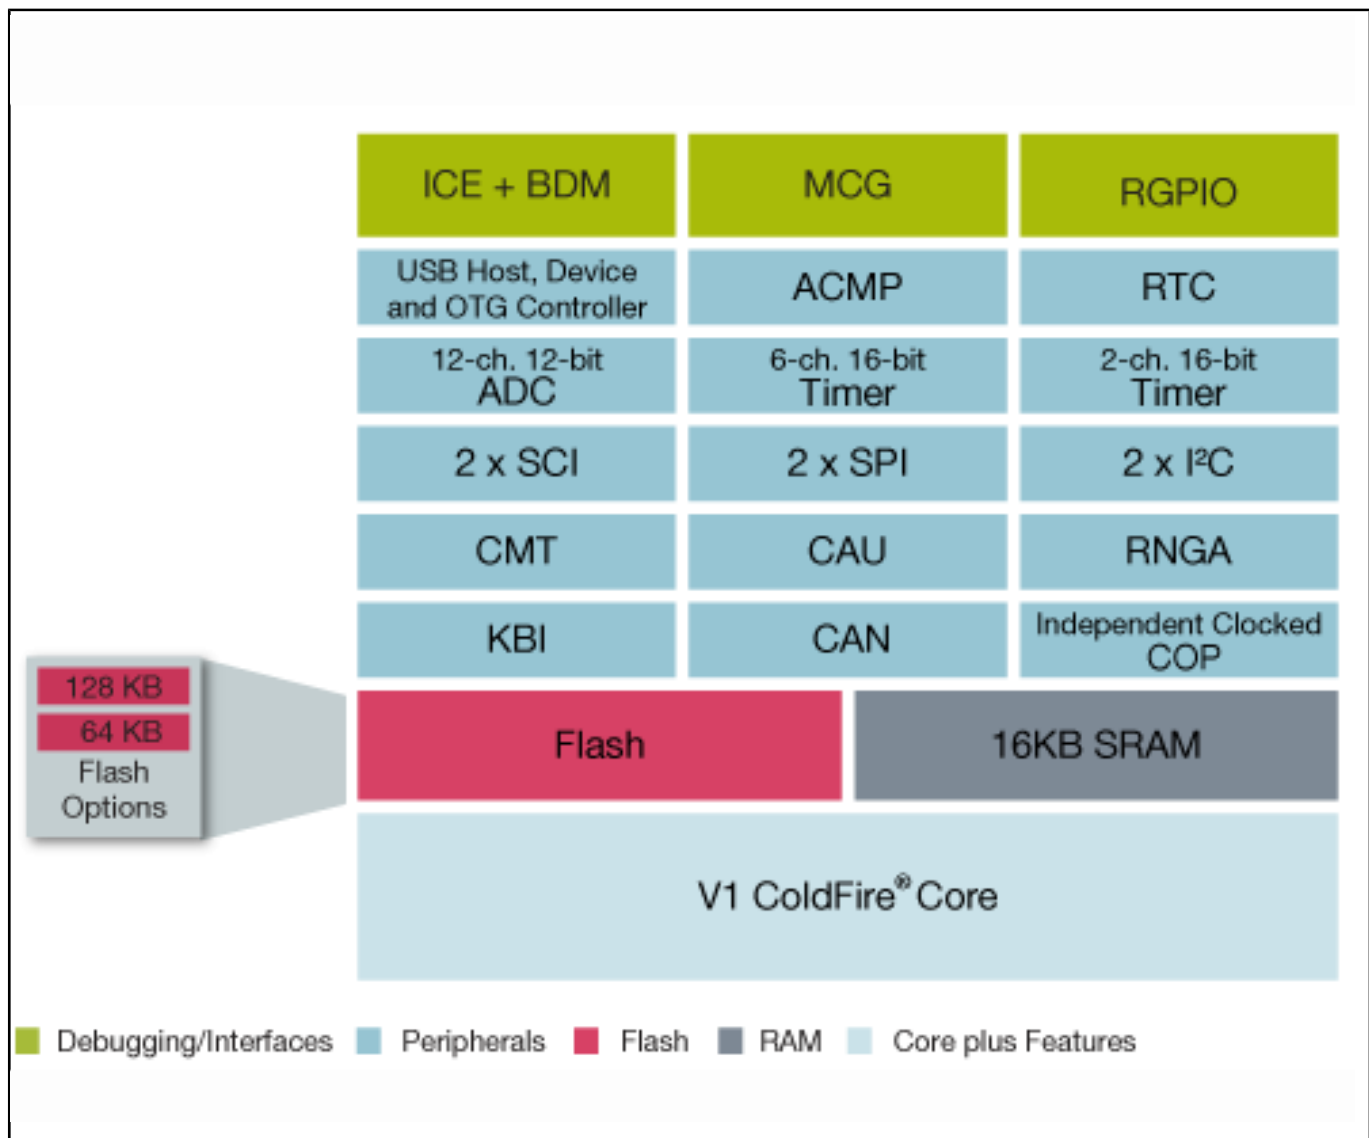 ICE + BDM
MCG
RGPIO
USB Host, Device
and OTG Controller
ACMP
RTC
12-ch. 12-bit
ADC
6-ch. 16-bit
Timer
2-ch. 16-bit
Timer
2 x SCI
2 x SPI
2 x I²C
CMT
CAU
RNGA
KBI
CAN
Independent Clocked
COP
128 KB
64 KB
Flash
Options
Flash
16KB SRAM
V1 ColdFire® Core
Debugging/Interfaces
Peripherals
Flash
RAM
Core plus Features